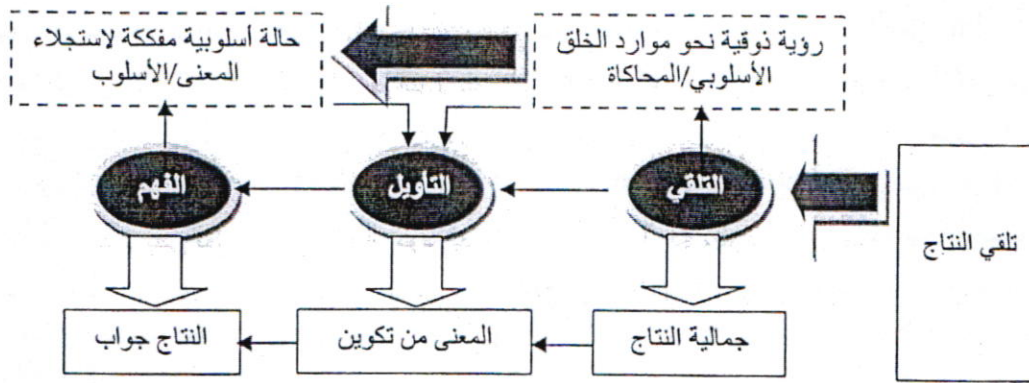 رؤية ذوقية نحو موارد الخلق
الأسلوبي/المحاكاة
حالة أسلوبية مفككة لاستجلاء
المعنى/الأسلوب
تلقي النتاج
التلقي
التأويل
الفهم
جمالية النتاج
المعنى من تكوين
النتاج جواب